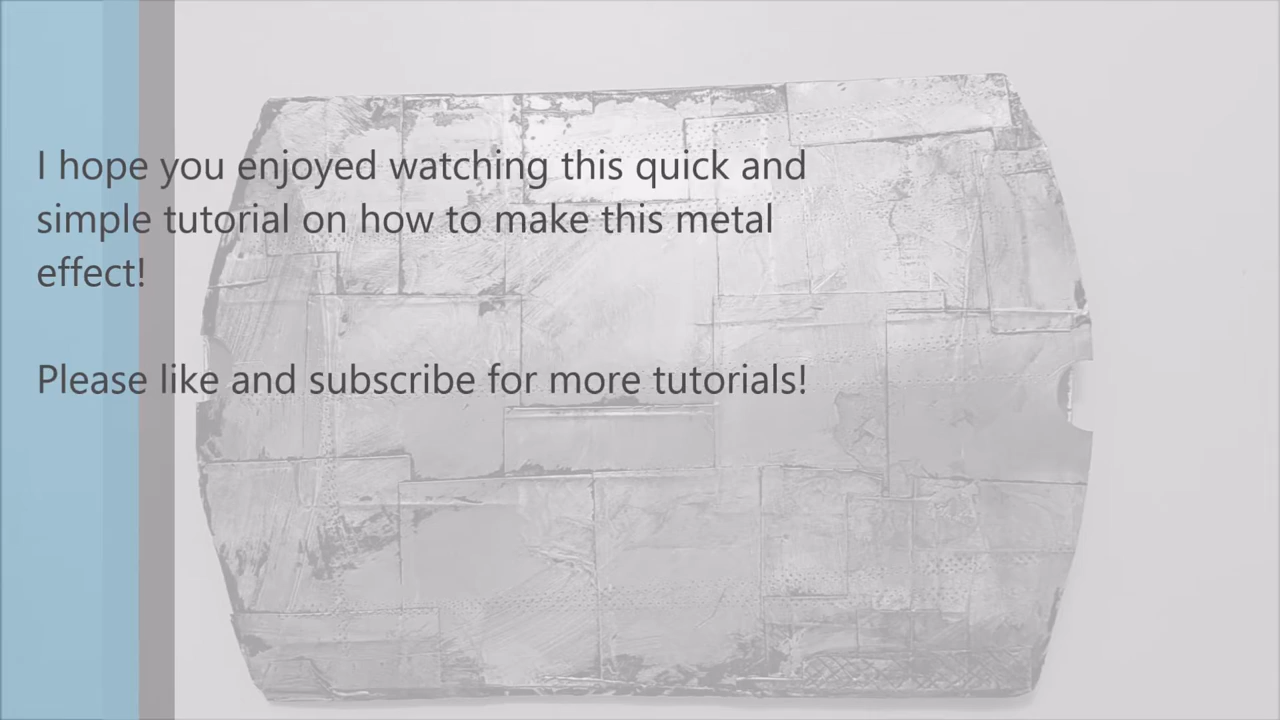 I hope you enjoyed watching this quick and
simple tutorial on how to make this metal
effect!
Please like and subscribe for more tutorials!